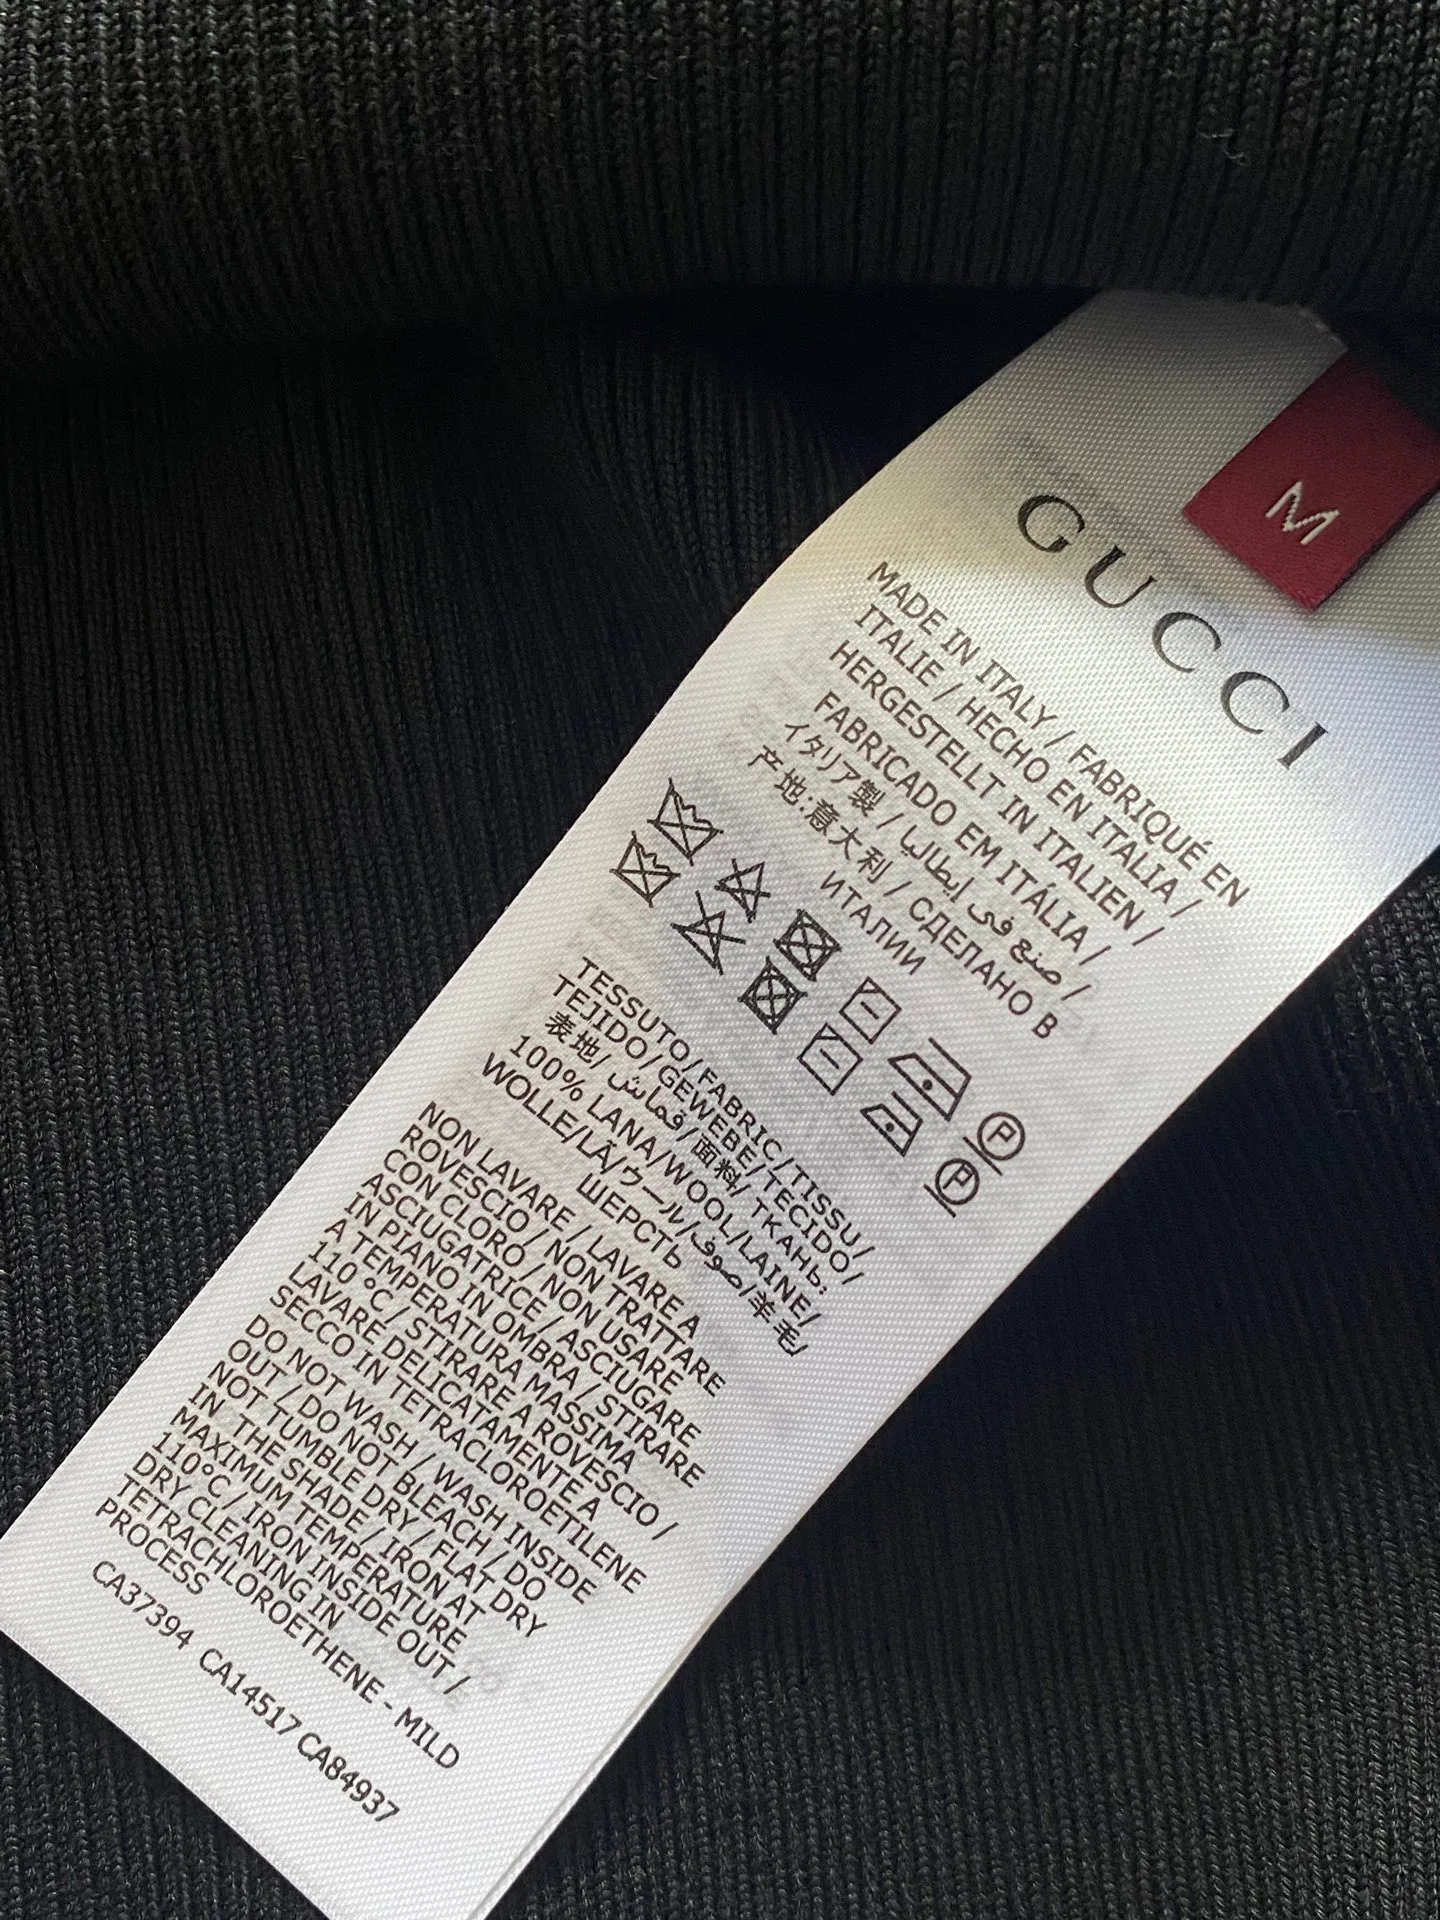 M
GUCCI
MADE IN ITALY / FABRIQUÉ EN
ITALIE / HECHO EN ITALIA /
HERGESTELLT IN ITALIEN /
FABRICADO EM ITÁLIA /
イタリア製 / صنع في إيطاليا /
产地:意大利 / СДЕЛАНО В
ИТАЛИИ
P
P
TESSUTO/FABRIC/TISSU/
TEJIDO/GEWEBE/TECIDO/
表地/قماش/面料/ТКАНЬ:
100% LANA/WOOL/LAINE/
WOLLE/LÃ/ウール/صوف/羊毛/
ШЕРСТЬ
NON LAVARE / LAVARE A
ROVESCIO / NON TRATTARE
CON CLORO / NON USARE
ASCIUGATRICE / ASCIUGARE
IN PIANO IN OMBRA / STIRARE
A TEMPERATURA MASSIMA
110 °C / STIRARE A ROVESCIO /
LAVARE DELICATAMENTE A
SECCO IN TETRACLOROETILENE
DO NOT WASH / WASH INSIDE
OUT / DO NOT BLEACH / DO
NOT TUMBLE DRY / FLAT DRY
IN THE SHADE / IRON AT
MAXIMUM TEMPERATURE
110°C / IRON INSIDE OUT /
DRY CLEANING IN
TETRACHLOROETHENE - MILD
PROCESS
CA37394 CA14517 CA84937